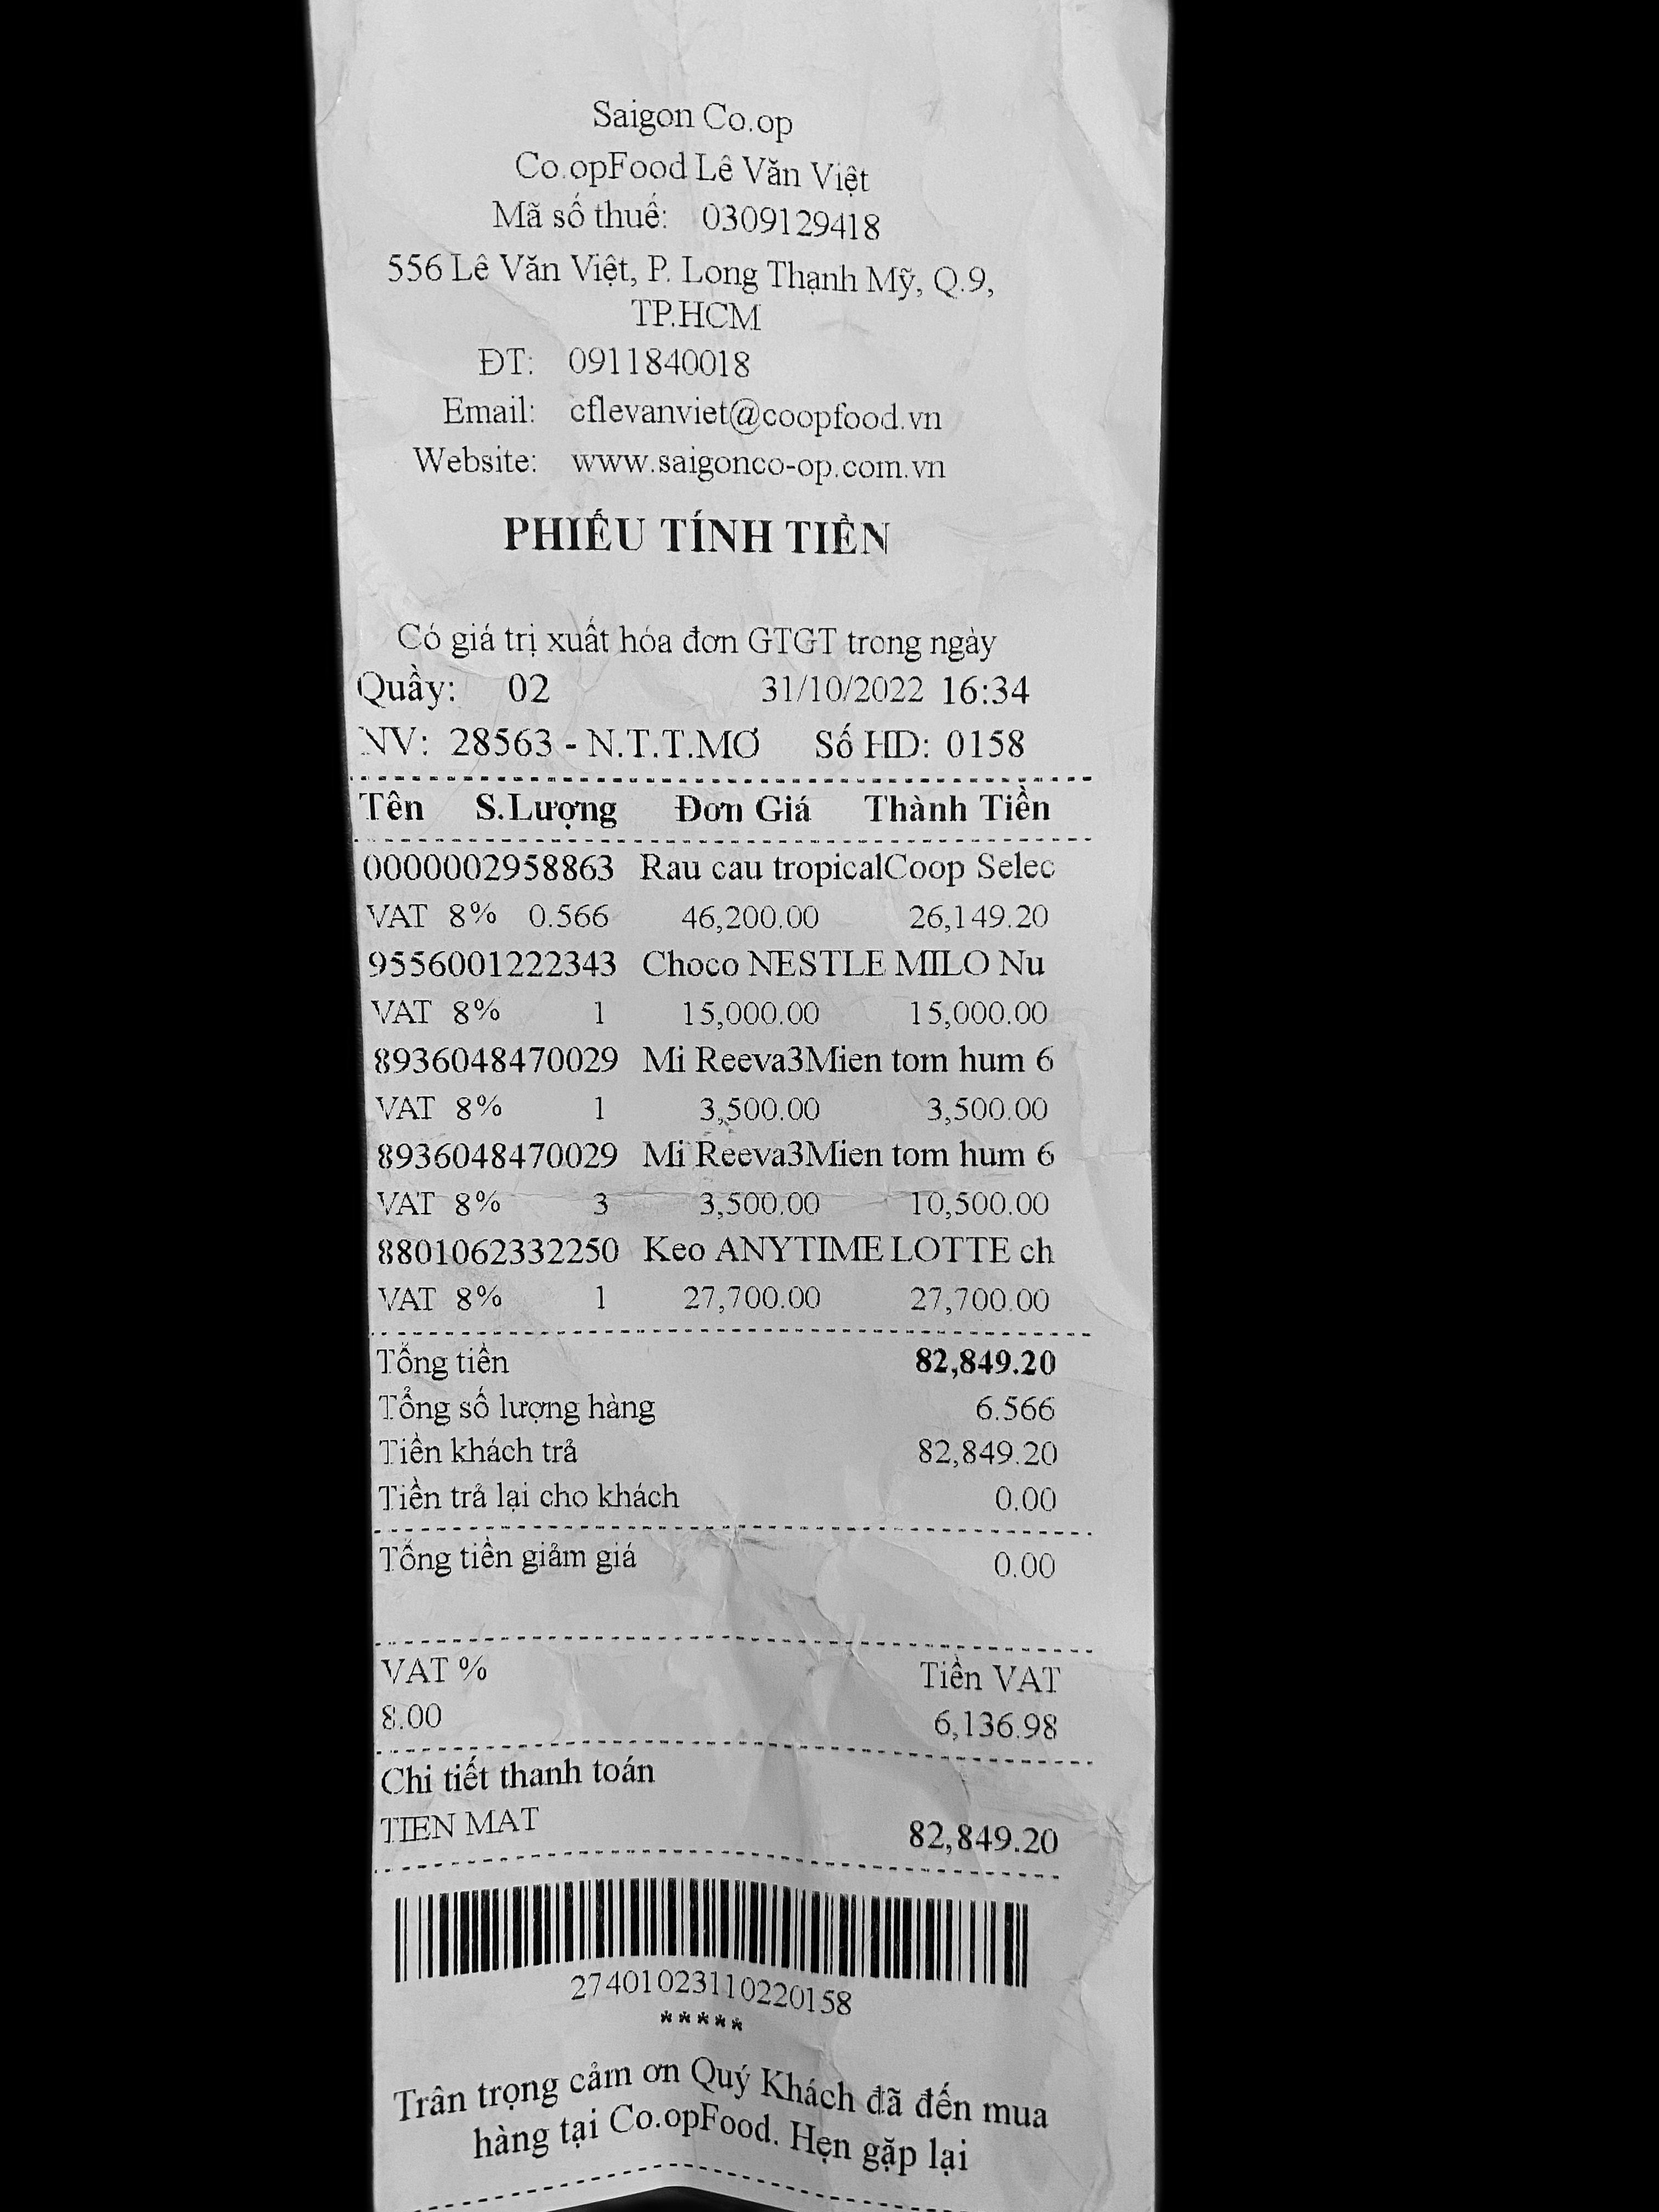 Saigon Co.op
Co.opFood Lê Văn Việt
Mã số thuế: 0309129418
556 Lê Văn Việt, P. Long Thạnh Mỹ, Q.9,
TP.HCM
ĐT: 0911840018
Email: cflevanviet@coopfood.vn
Website: www.saigonco-op.com.vn
PHIẾU TÍNH TIỀN
Có giá trị xuất hóa đơn GTGT trong ngày
Quầy: 02 31/10/2022 16:34
NV: 28563 - N.T.T.MƠ Số HD: 0158
Tên S.Lượng Đơn Giá Thành Tiền
0000002958863 Rau cau tropicalCoop Selec
VAT 8% 0.566 46,200.00 26,149.20
9556001222343 Choco NESTLE MILO Nu
VAT 8% 1 15,000.00 15,000.00
8936048470029 Mi Reeva3Mien tom hum 6
VAT 8% 1 3,500.00 3,500.00
8936048470029 Mi Reeva3Mien tom hum 6
VAT 8% 3 3,500.00 10,500.00
8801062332250 Keo ANYTIME LOTTE ch
VAT 8% 1 27,700.00 27,700.00
Tổng tiền 82,849.20
Tổng số lượng hàng 6.566
Tiền khách trả 82,849.20
Tiền trả lại cho khách 0.00
Tổng tiền giảm giá 0.00
VAT % Tiền VAT
8.00 6,136.98
Chi tiết thanh toán
TIEN MAT 82,849.20
27401023110220158
*****
Trân trọng cảm ơn Quý Khách đã đến mua
hàng tại Co.opFood. Hẹn gặp lại